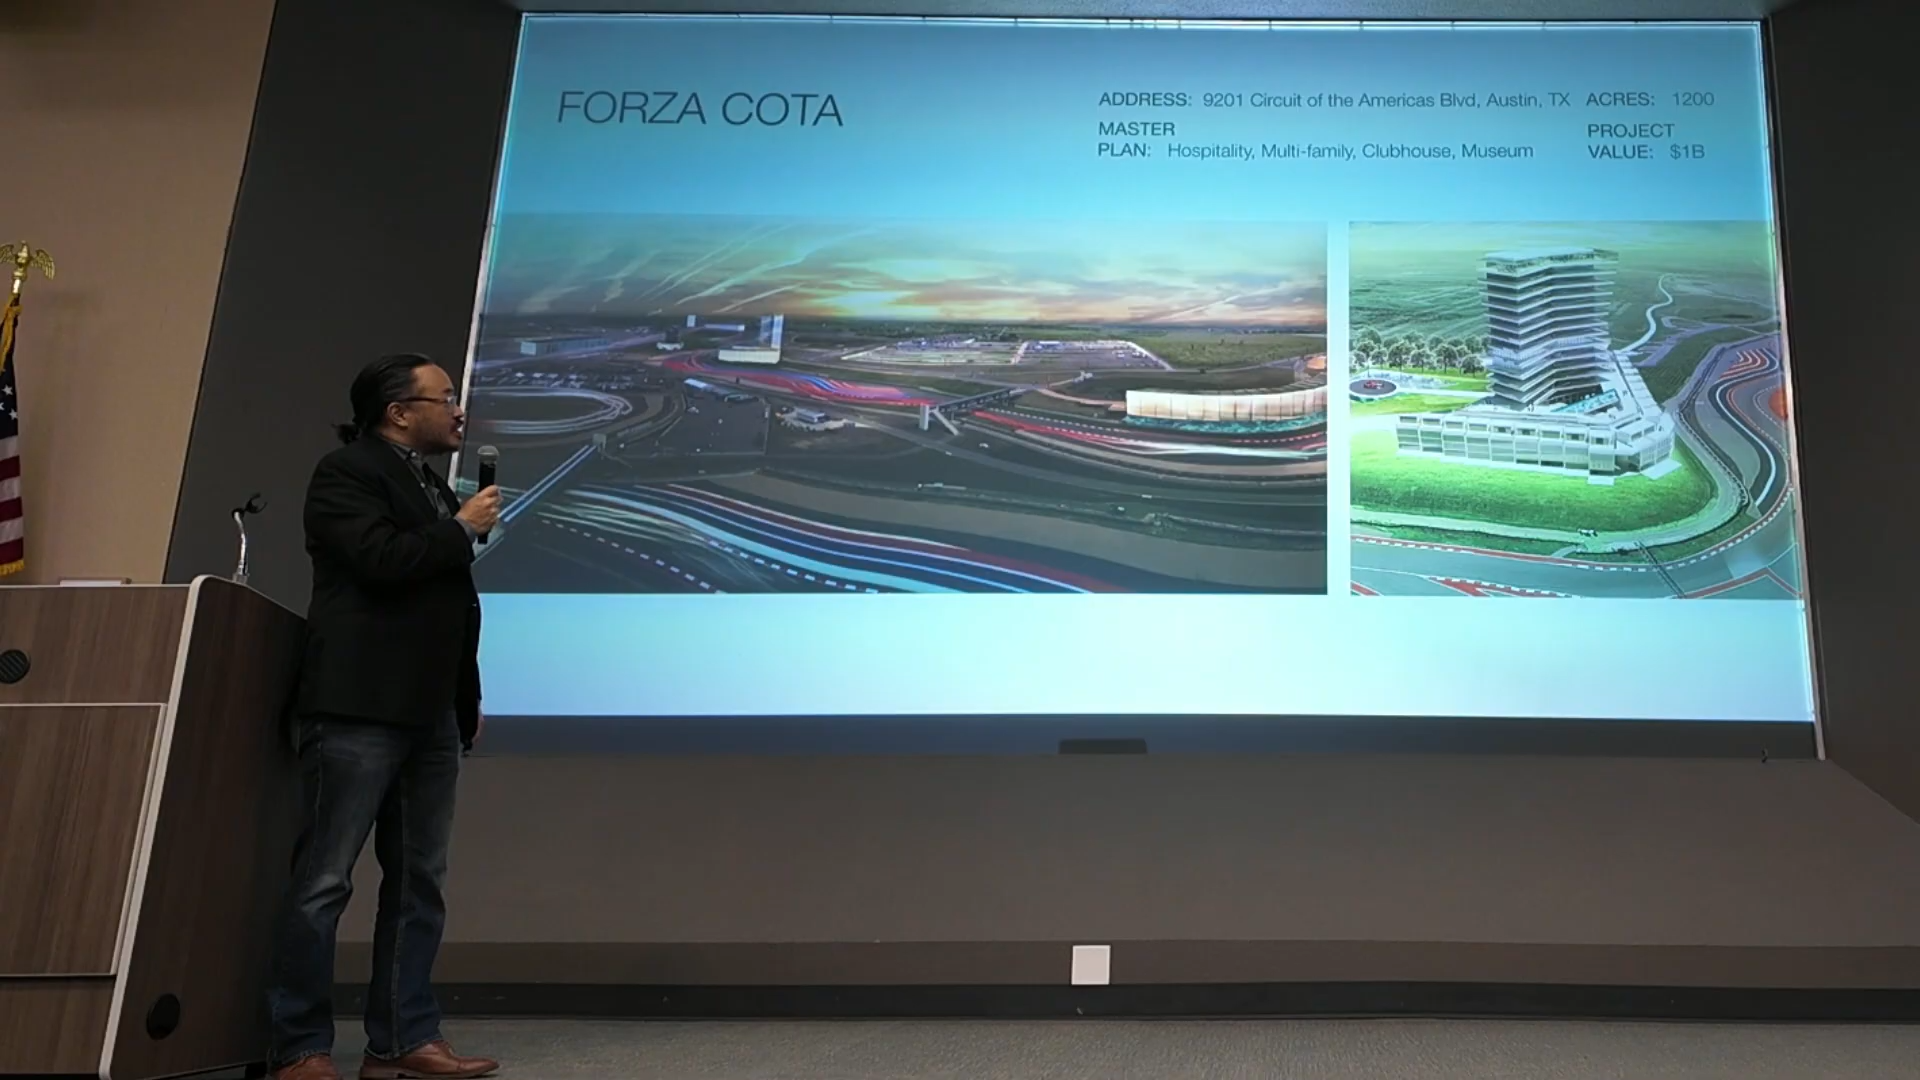 FORZA COTA
ADDRESS: 9201 Circuit of the Americas Blvd, Austin, TX ACRES: 1200
MASTER PROJECT
PLAN: Hospitality, Multi-family, Clubhouse, Museum VALUE: $1B